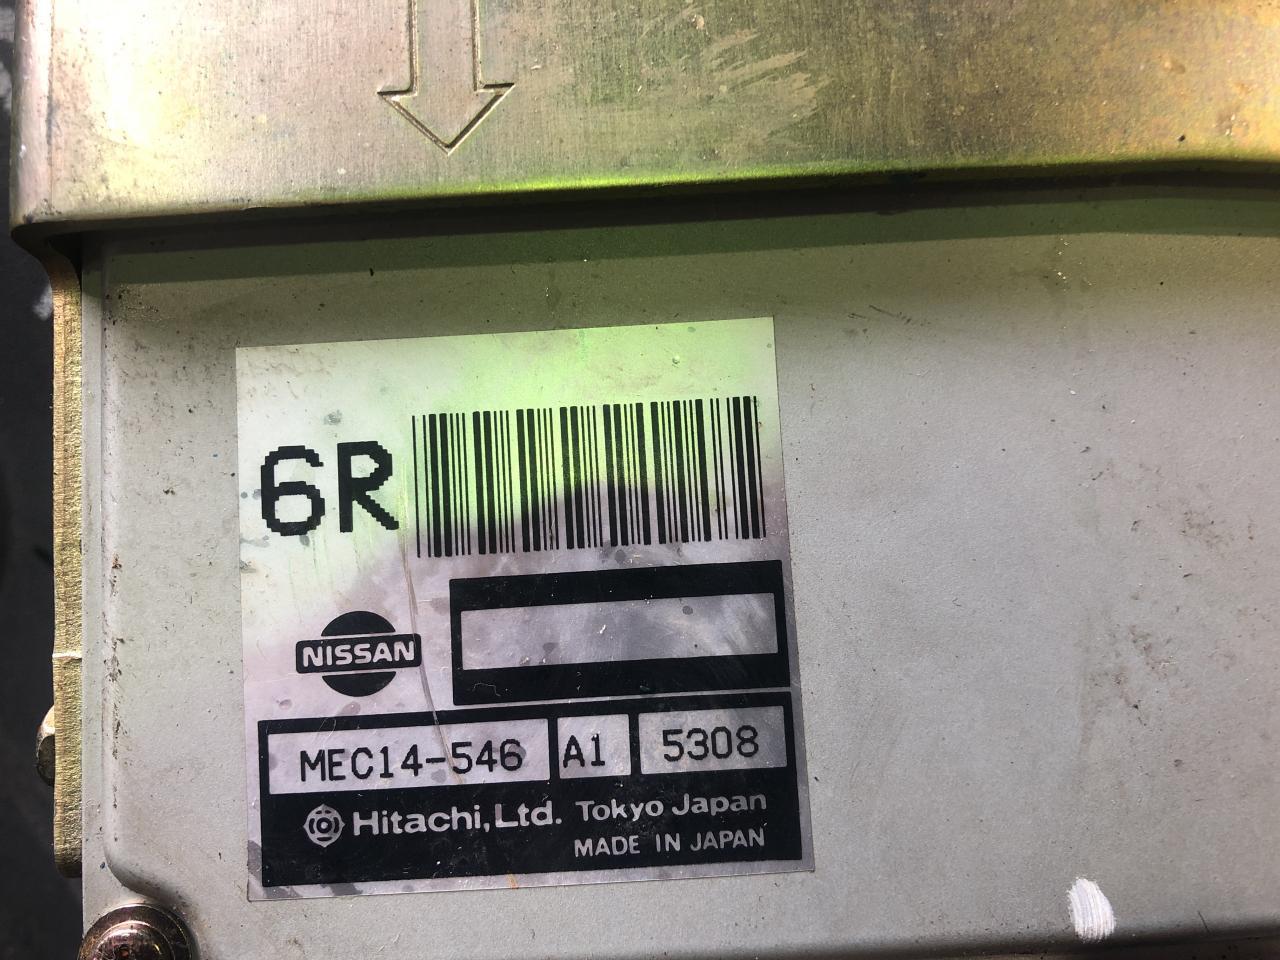 6R
NISSAN
MEC14-546 A1 5308
Hitachi, Ltd. Tokyo Japan
MADE IN JAPAN